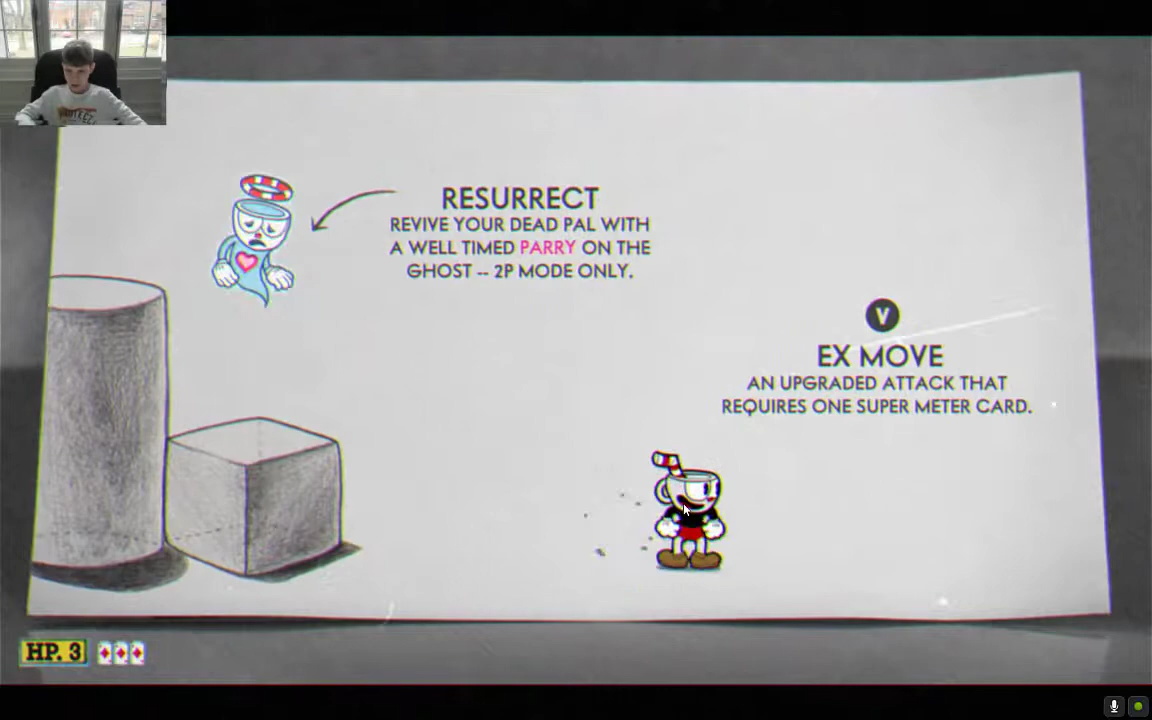 RESURRECT
REVIVE YOUR DEAD PAL WITH
A WELL TIMED PARRY ON THE
GHOST -- 2P MODE ONLY.
V
EX MOVE
AN UPGRADED ATTACK THAT
REQUIRES ONE SUPER METER CARD.
HP. 3